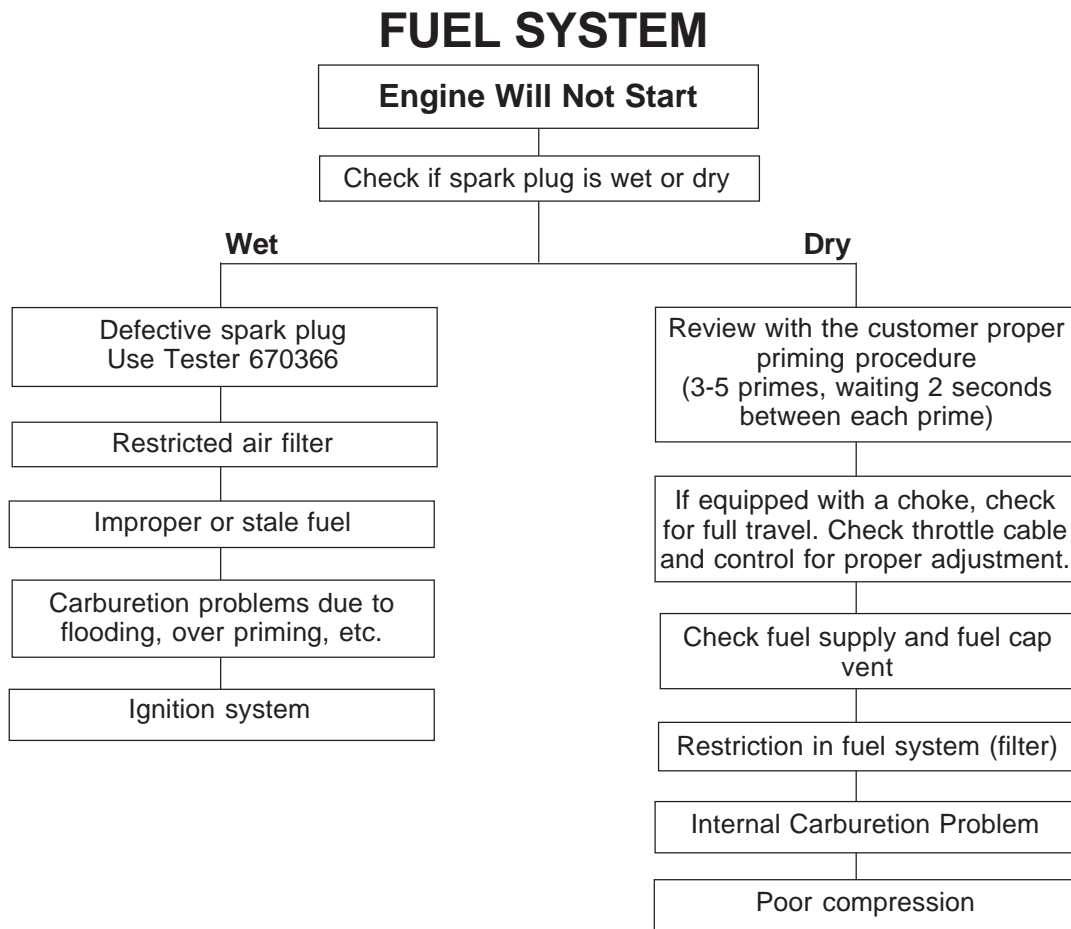 FUEL SYSTEM
Engine Will Not Start
Check if spark plug is wet or dry
Wet
Defective spark plug
Use Tester 670366
Restricted air filter
Improper or stale fuel
Carburetion problems due to
flooding, over priming, etc.
Ignition system
Dry
Review with the customer proper
priming procedure
(3-5 primes, waiting 2 seconds
between each prime)
If equipped with a choke, check
for full travel. Check throttle cable
and control for proper adjustment.
Check fuel supply and fuel cap
vent
Restriction in fuel system (filter)
Internal Carburetion Problem
Poor compression